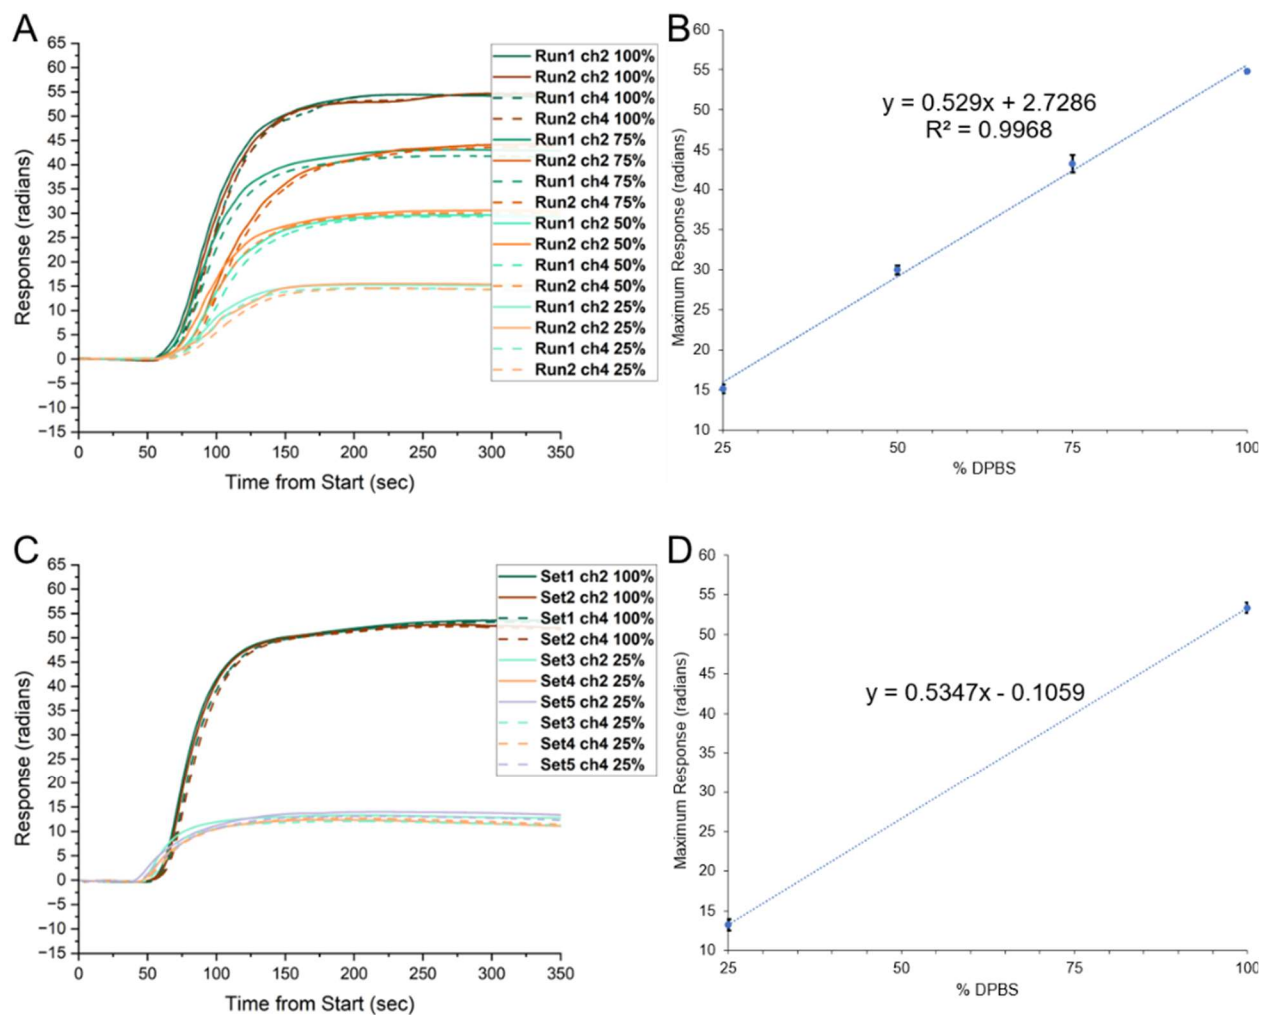 A
65
60
55
50
45
40
35
30
25
20
15
10
5
0
−5
−10
−15
0 50 100 150 200 250 300 350
Time from Start (sec)
Response (radians)
Run1 ch2 100%
Run2 ch2 100%
Run1 ch4 100%
Run2 ch4 100%
Run1 ch2 75%
Run2 ch2 75%
Run1 ch4 75%
Run2 ch4 75%
Run1 ch2 50%
Run2 ch2 50%
Run1 ch4 50%
Run2 ch4 50%
Run1 ch2 25%
Run2 ch2 25%
Run1 ch4 25%
Run2 ch4 25%
B
60
55
50
45
40
35
30
25
20
15
10
25 50 75 100
% DPBS
Maximum Response (radians)
y = 0.529x + 2.7286
R² = 0.9968
C
65
60
55
50
45
40
35
30
25
20
15
10
5
0
−5
−10
−15
0 50 100 150 200 250 300 350
Time from Start (sec)
Response (radians)
Set1 ch2 100%
Set2 ch2 100%
Set1 ch4 100%
Set2 ch4 100%
Set3 ch2 25%
Set4 ch2 25%
Set5 ch2 25%
Set3 ch4 25%
Set4 ch4 25%
Set5 ch4 25%
D
60
55
50
45
40
35
30
25
20
15
10
25 50 75 100
% DPBS
Maximum Response (radians)
y = 0.5347x - 0.1059